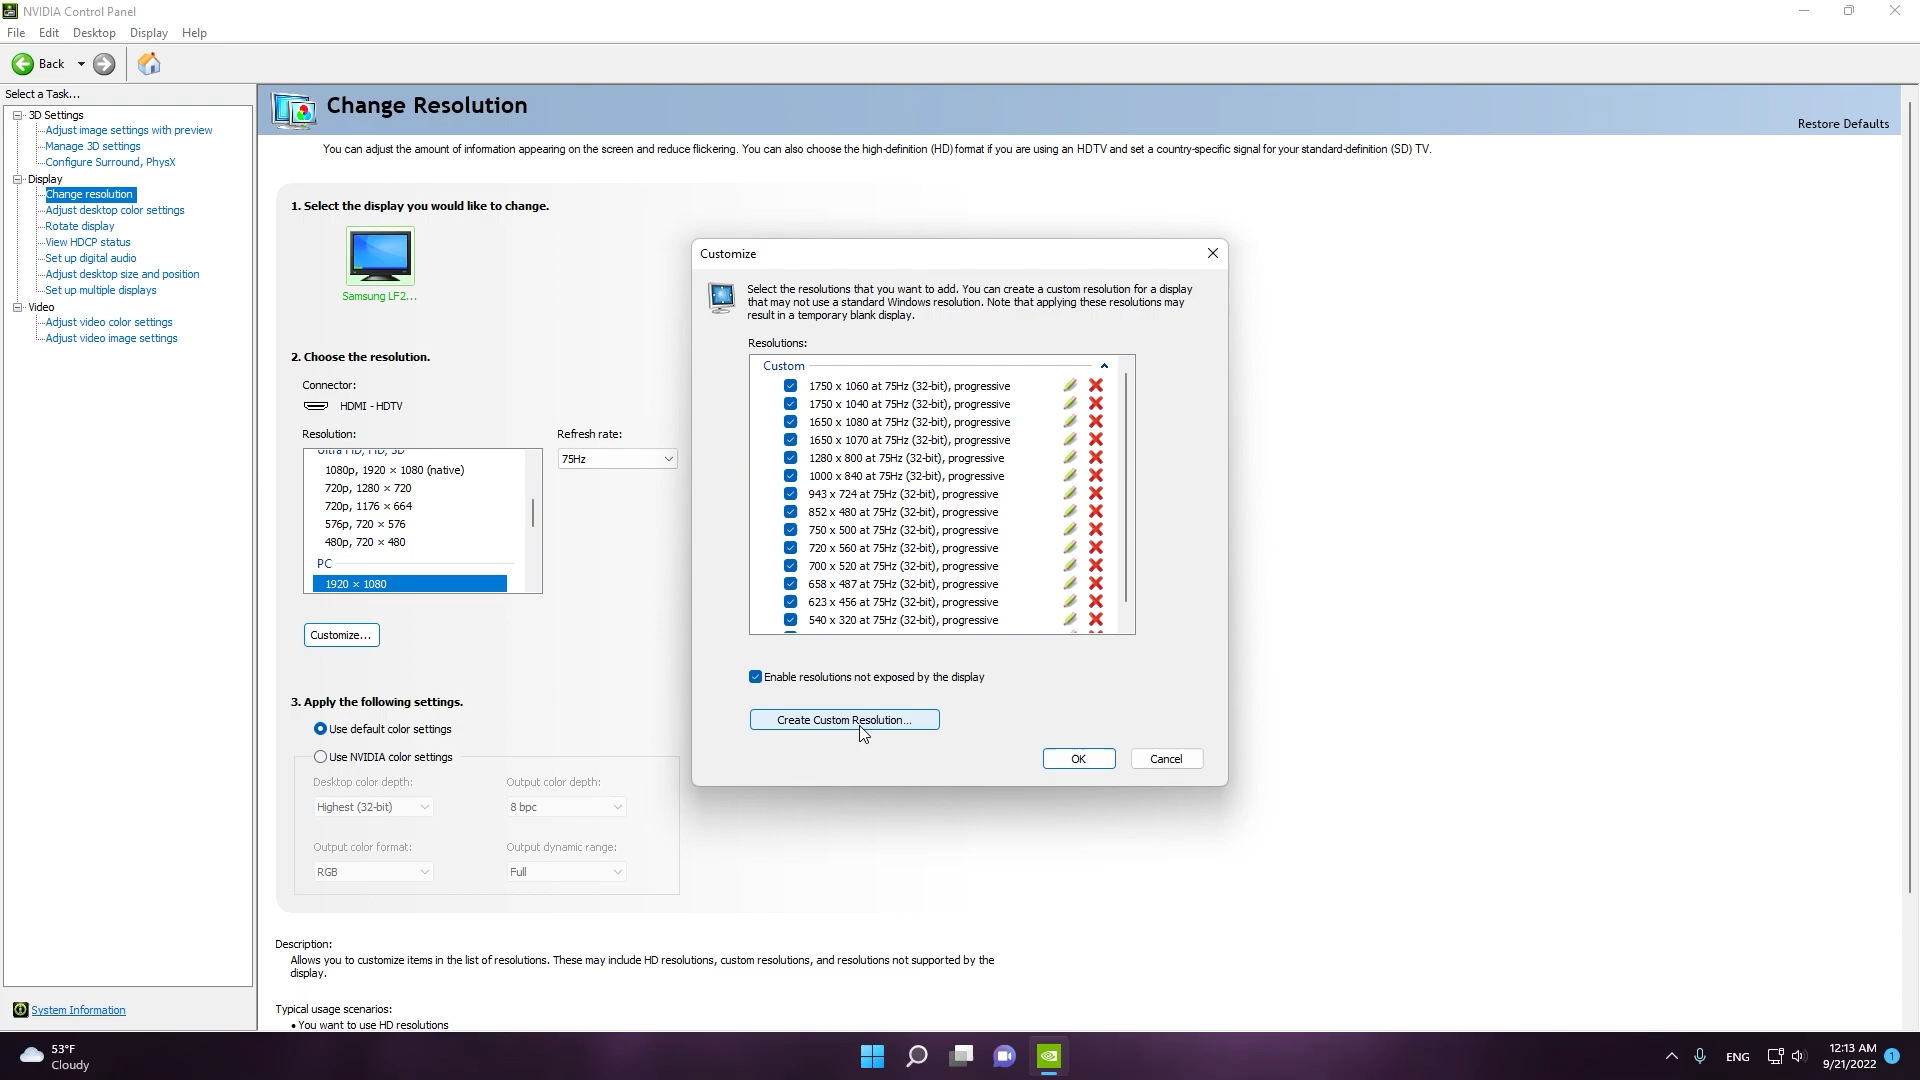 NVIDIA Control Panel
File Edit Desktop Display Help
Back
Select a Task...
3D Settings
Adjust image settings with preview
Manage 3D settings
Configure Surround, PhysX
Display
Change resolution
Adjust desktop color settings
Rotate display
View HDCP status
Set up digital audio
Adjust desktop size and position
Set up multiple displays
Video
Adjust video color settings
Adjust video image settings
System Information
Change Resolution
Restore Defaults
You can adjust the amount of information appearing on the screen and reduce flickering. You can also choose the high-definition (HD) format if you are using an HDTV and set a country-specific signal for your standard-definition (SD) TV.
1. Select the display you would like to change.
Samsung LF2...
2. Choose the resolution.
Connector:
HDMI - HDTV
Resolution:
Ultra HD, HD, SD
1080p, 1920 × 1080 (native)
720p, 1280 × 720
720p, 1176 × 664
576p, 720 × 576
480p, 720 × 480
PC
1920 × 1080
Refresh rate:
75Hz
Customize...
3. Apply the following settings.
Use default color settings
Use NVIDIA color settings
Desktop color depth:
Highest (32-bit)
Output color depth:
8 bpc
Output color format:
RGB
Output dynamic range:
Full
Description:
Allows you to customize items in the list of resolutions. These may include HD resolutions, custom resolutions, and resolutions not supported by the
display.
Typical usage scenarios:
• You want to use HD resolutions
Customize
Select the resolutions that you want to add. You can create a custom resolution for a display
that may not use a standard Windows resolution. Note that applying these resolutions may
result in a temporary blank display.
Resolutions:
Custom
1750 x 1060 at 75Hz (32-bit), progressive
1750 x 1040 at 75Hz (32-bit), progressive
1650 x 1080 at 75Hz (32-bit), progressive
1650 x 1070 at 75Hz (32-bit), progressive
1280 x 800 at 75Hz (32-bit), progressive
1000 x 840 at 75Hz (32-bit), progressive
943 x 724 at 75Hz (32-bit), progressive
852 x 480 at 75Hz (32-bit), progressive
750 x 500 at 75Hz (32-bit), progressive
720 x 560 at 75Hz (32-bit), progressive
700 x 520 at 75Hz (32-bit), progressive
658 x 487 at 75Hz (32-bit), progressive
623 x 456 at 75Hz (32-bit), progressive
540 x 320 at 75Hz (32-bit), progressive
Enable resolutions not exposed by the display
Create Custom Resolution...
OK
Cancel
53°F
Cloudy
ENG
12:13 AM
9/21/2022
1